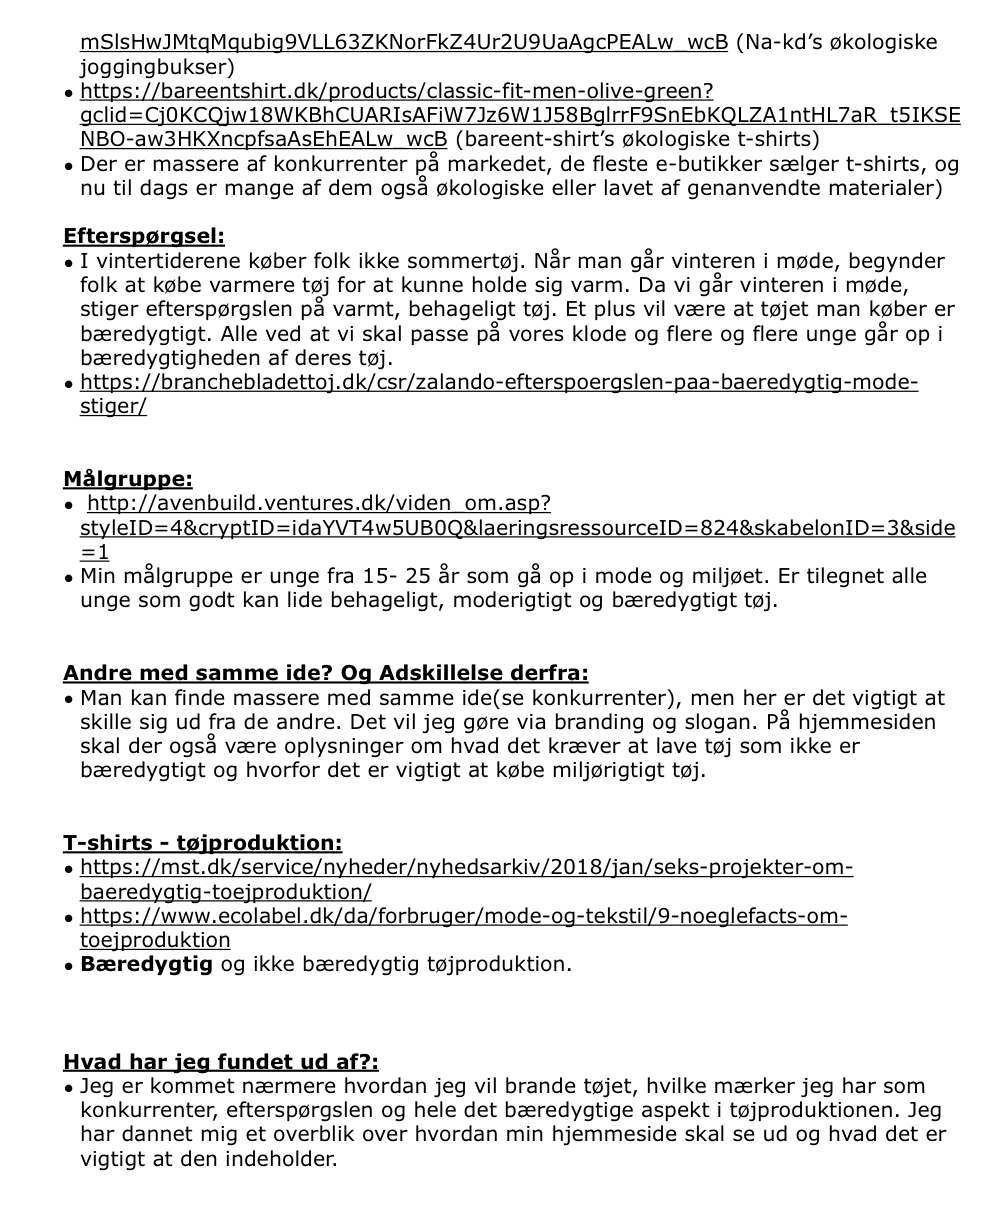 mSlsHwJMtqMqubig9VLL63ZKNorFkZ4Ur2U9UaAgcPEALw_wcB (Na-kd’s økologiske
joggingbukser)
• https://bareentshirt.dk/products/classic-fit-men-olive-green?
gclid=Cj0KCQjw18WKBhCUARIsAFiW7Jz6W1J58BglrrF9SnEbKQLZA1ntHL7aR_t5IKSE
NBO-aw3HKXncpfsaAsEhEALw_wcB (bareent-shirt’s økologiske t-shirts)
• Der er massere af konkurrenter på markedet, de fleste e-butikker sælger t-shirts, og
nu til dags er mange af dem også økologiske eller lavet af genanvendte materialer)
Efterspørgsel:
• I vintertiderene køber folk ikke sommertøj. Når man går vinteren i møde, begynder
folk at købe varmere tøj for at kunne holde sig varm. Da vi går vinteren i møde,
stiger efterspørgslen på varmt, behageligt tøj. Et plus vil være at tøjet man køber er
bæredygtigt. Alle ved at vi skal passe på vores klode og flere og flere unge går op i
bæredygtigheden af deres tøj.
• https://branchebladettoj.dk/csr/zalando-efterspoergslen-paa-baeredygtig-mode-
stiger/
Målgruppe:
• http://avenbuild.ventures.dk/viden_om.asp?
styleID=4&cryptID=idaYVT4w5UB0Q&laeringsressourceID=824&skabelonID=3&side
=1
• Min målgruppe er unge fra 15- 25 år som gå op i mode og miljøet. Er tilegnet alle
unge som godt kan lide behageligt, moderigtigt og bæredygtigt tøj.
Andre med samme ide? Og Adskillelse derfra:
• Man kan finde massere med samme ide(se konkurrenter), men her er det vigtigt at
skille sig ud fra de andre. Det vil jeg gøre via branding og slogan. På hjemmesiden
skal der også være oplysninger om hvad det kræver at lave tøj som ikke er
bæredygtigt og hvorfor det er vigtigt at købe miljørigtigt tøj.
T-shirts - tøjproduktion:
• https://mst.dk/service/nyheder/nyhedsarkiv/2018/jan/seks-projekter-om-
baeredygtig-toejproduktion/
• https://www.ecolabel.dk/da/forbruger/mode-og-tekstil/9-noeglefacts-om-
toejproduktion
• Bæredygtig og ikke bæredygtig tøjproduktion.
Hvad har jeg fundet ud af?:
• Jeg er kommet nærmere hvordan jeg vil brande tøjet, hvilke mærker jeg har som
konkurrenter, efterspørgslen og hele det bæredygtige aspekt i tøjproduktionen. Jeg
har dannet mig et overblik over hvordan min hjemmeside skal se ud og hvad det er
vigtigt at den indeholder.